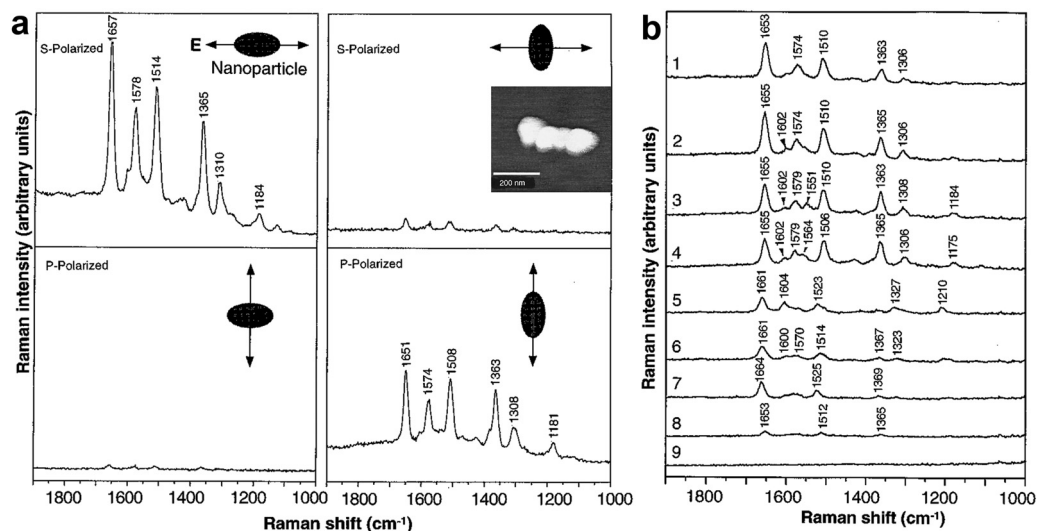 a
S-Polarized
1657
1578
1514
1365
1310
1184
E
Nanoparticle
S-Polarized
200 nm
P-Polarized
P-Polarized
1651
1574
1508
1363
1308
1181
Raman intensity (arbitrary units)
1800 1600 1400 1200 1000
1800 1600 1400 1200 1000
Raman shift (cm⁻¹)
b
1 1653 1574 1510 1363 1306
2 1655 1602 1574 1510 1365 1306
3 1655 1602 1579 1551 1510 1363 1308 1184
4 1655 1602 1579 1564 1506 1365 1306 1175
5 1661 1604 1523 1327 1210
6 1661 1600 1570 1514 1367 1323
7 1664 1525 1369
8 1653 1512 1365
9
Raman intensity (arbitrary units)
1800 1600 1400 1200 1000
Raman shift (cm⁻¹)